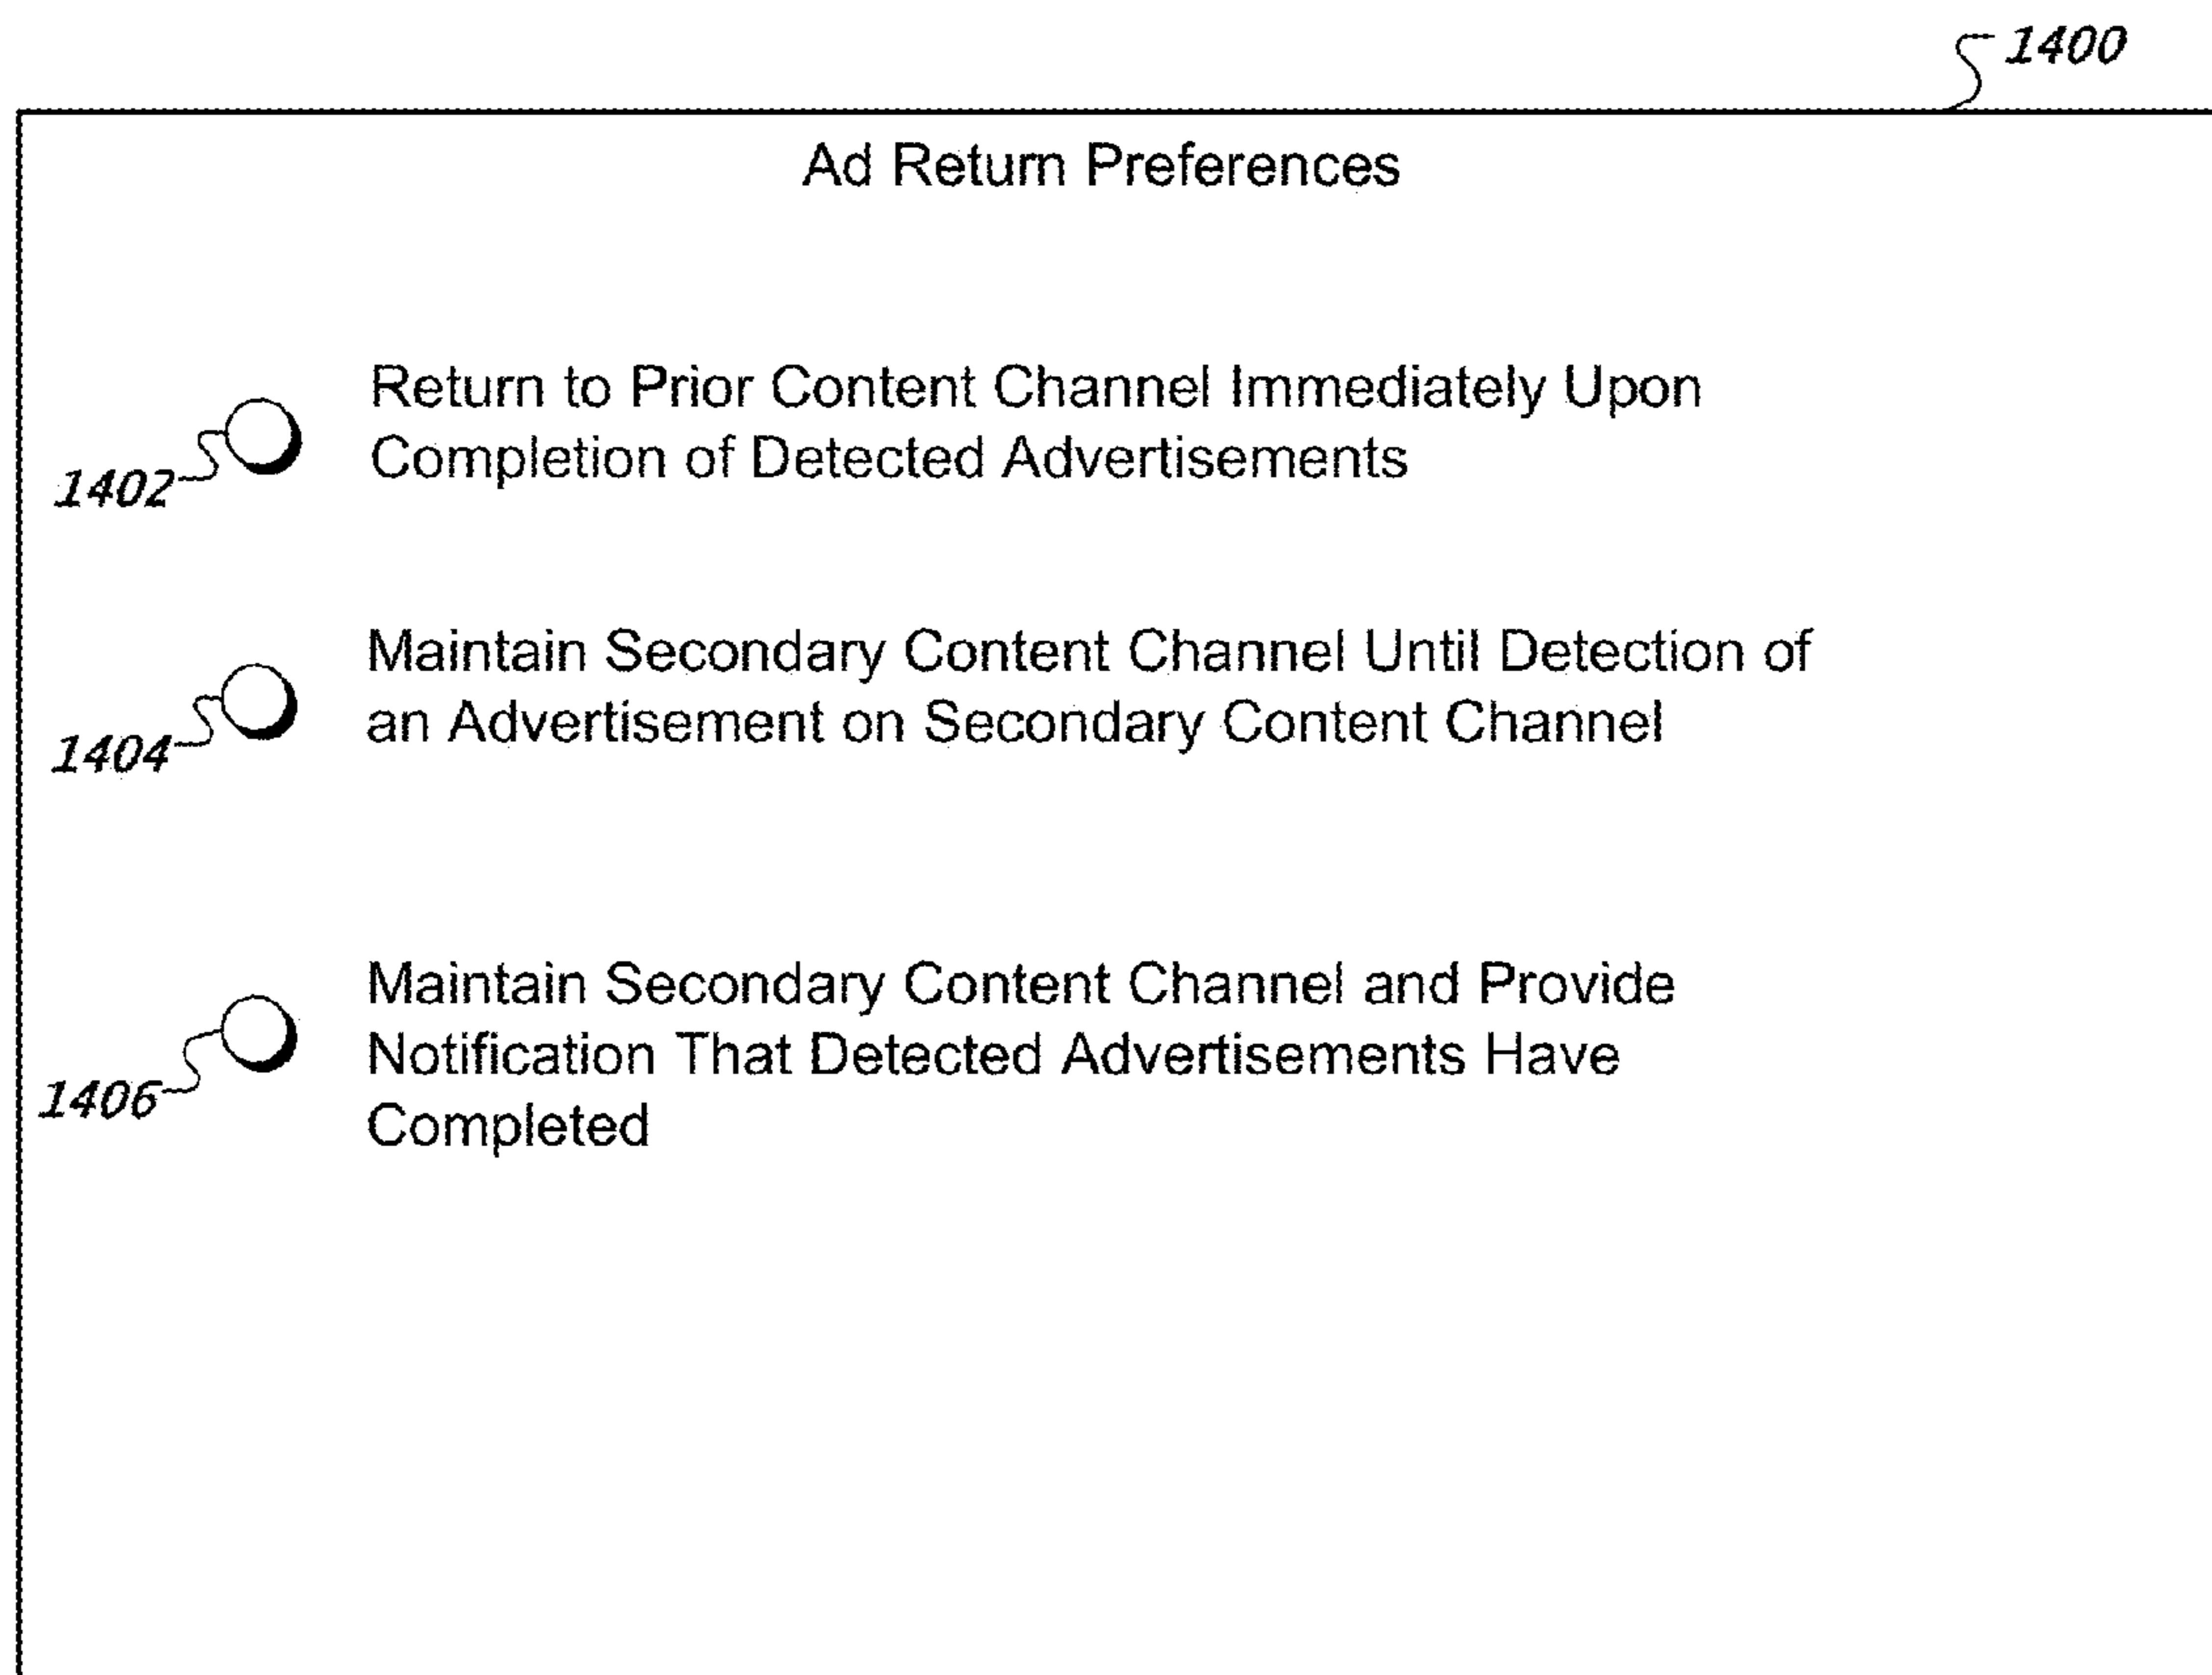 1400
Ad Return Preferences
Return to Prior Content Channel Immediately Upon
Completion of Detected Advertisements
1402
Maintain Secondary Content Channel Until Detection of
an Advertisement on Secondary Content Channel
1404
Maintain Secondary Content Channel and Provide
Notification That Detected Advertisements Have
Completed
1406